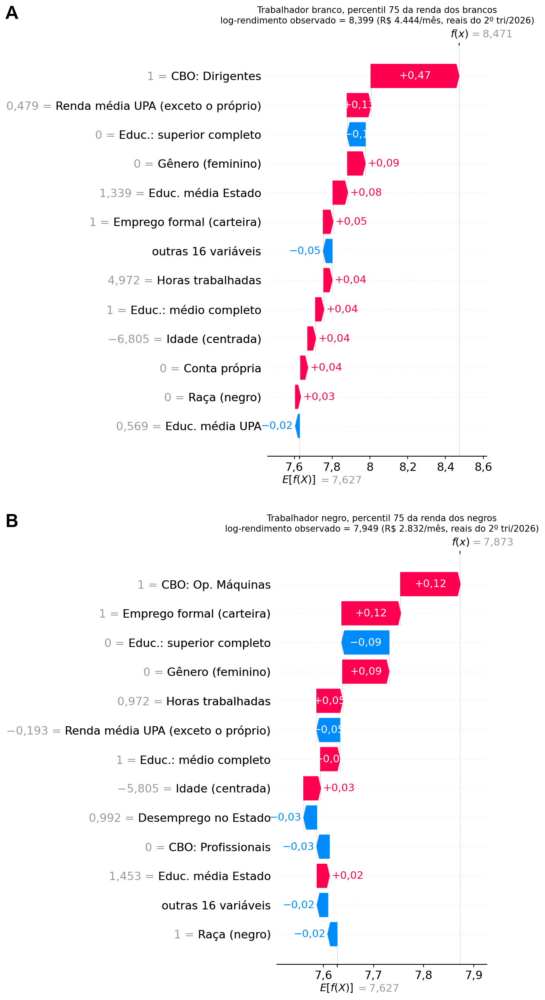 A
Trabalhador branco, percentil 75 da renda dos brancos
log-rendimento observado = 8,399 (R$ 4.444/mês, reais do 2º tri/2026)
f(x) = 8,471
1 = CBO: Dirigentes +0,47
0,479 = Renda média UPA (exceto o próprio) +0,13
0 = Educ.: superior completo −0,1
0 = Gênero (feminino) +0,09
1,339 = Educ. média Estado +0,08
1 = Emprego formal (carteira) +0,05
outras 16 variáveis −0,05
4,972 = Horas trabalhadas +0,04
1 = Educ.: médio completo +0,04
−6,805 = Idade (centrada) +0,04
0 = Conta própria +0,04
0 = Raça (negro) +0,03
0,569 = Educ. média UPA −0,02
7,6 7,8 8 8,2 8,4 8,6
E[f(X)] = 7,627
B
Trabalhador negro, percentil 75 da renda dos negros
log-rendimento observado = 7,949 (R$ 2.832/mês, reais do 2º tri/2026)
f(x) = 7,873
1 = CBO: Op. Máquinas +0,12
1 = Emprego formal (carteira) +0,12
0 = Educ.: superior completo −0,09
0 = Gênero (feminino) +0,09
0,972 = Horas trabalhadas +0,05
−0,193 = Renda média UPA (exceto o próprio) −0,05
1 = Educ.: médio completo
−5,805 = Idade (centrada) +0,03
0,992 = Desemprego no Estado −0,03
0 = CBO: Profissionais −0,03
1,453 = Educ. média Estado +0,02
outras 16 variáveis −0,02
1 = Raça (negro) −0,02
7,6 7,7 7,8 7,9
E[f(X)] = 7,627